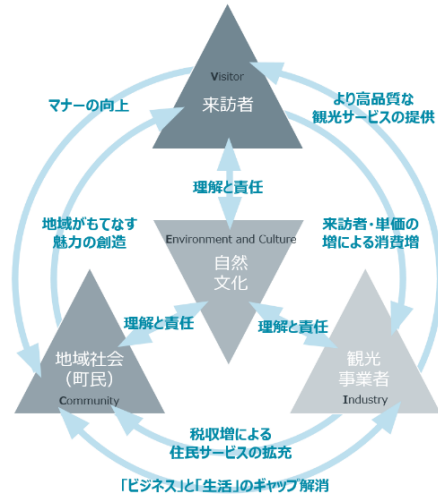 Visitor
来訪者
マナーの向上
より高品質な
観光サービスの提供
理解と責任
地域がもてなす
魅力の創造
来訪者・単価の
増による消費増
Environment and Culture
自然
文化
理解と責任
理解と責任
地域社会
（町民）
Community
観光
事業者
Industry
税収増による
住民サービスの拡充
「ビジネス」と「生活」のギャップ解消